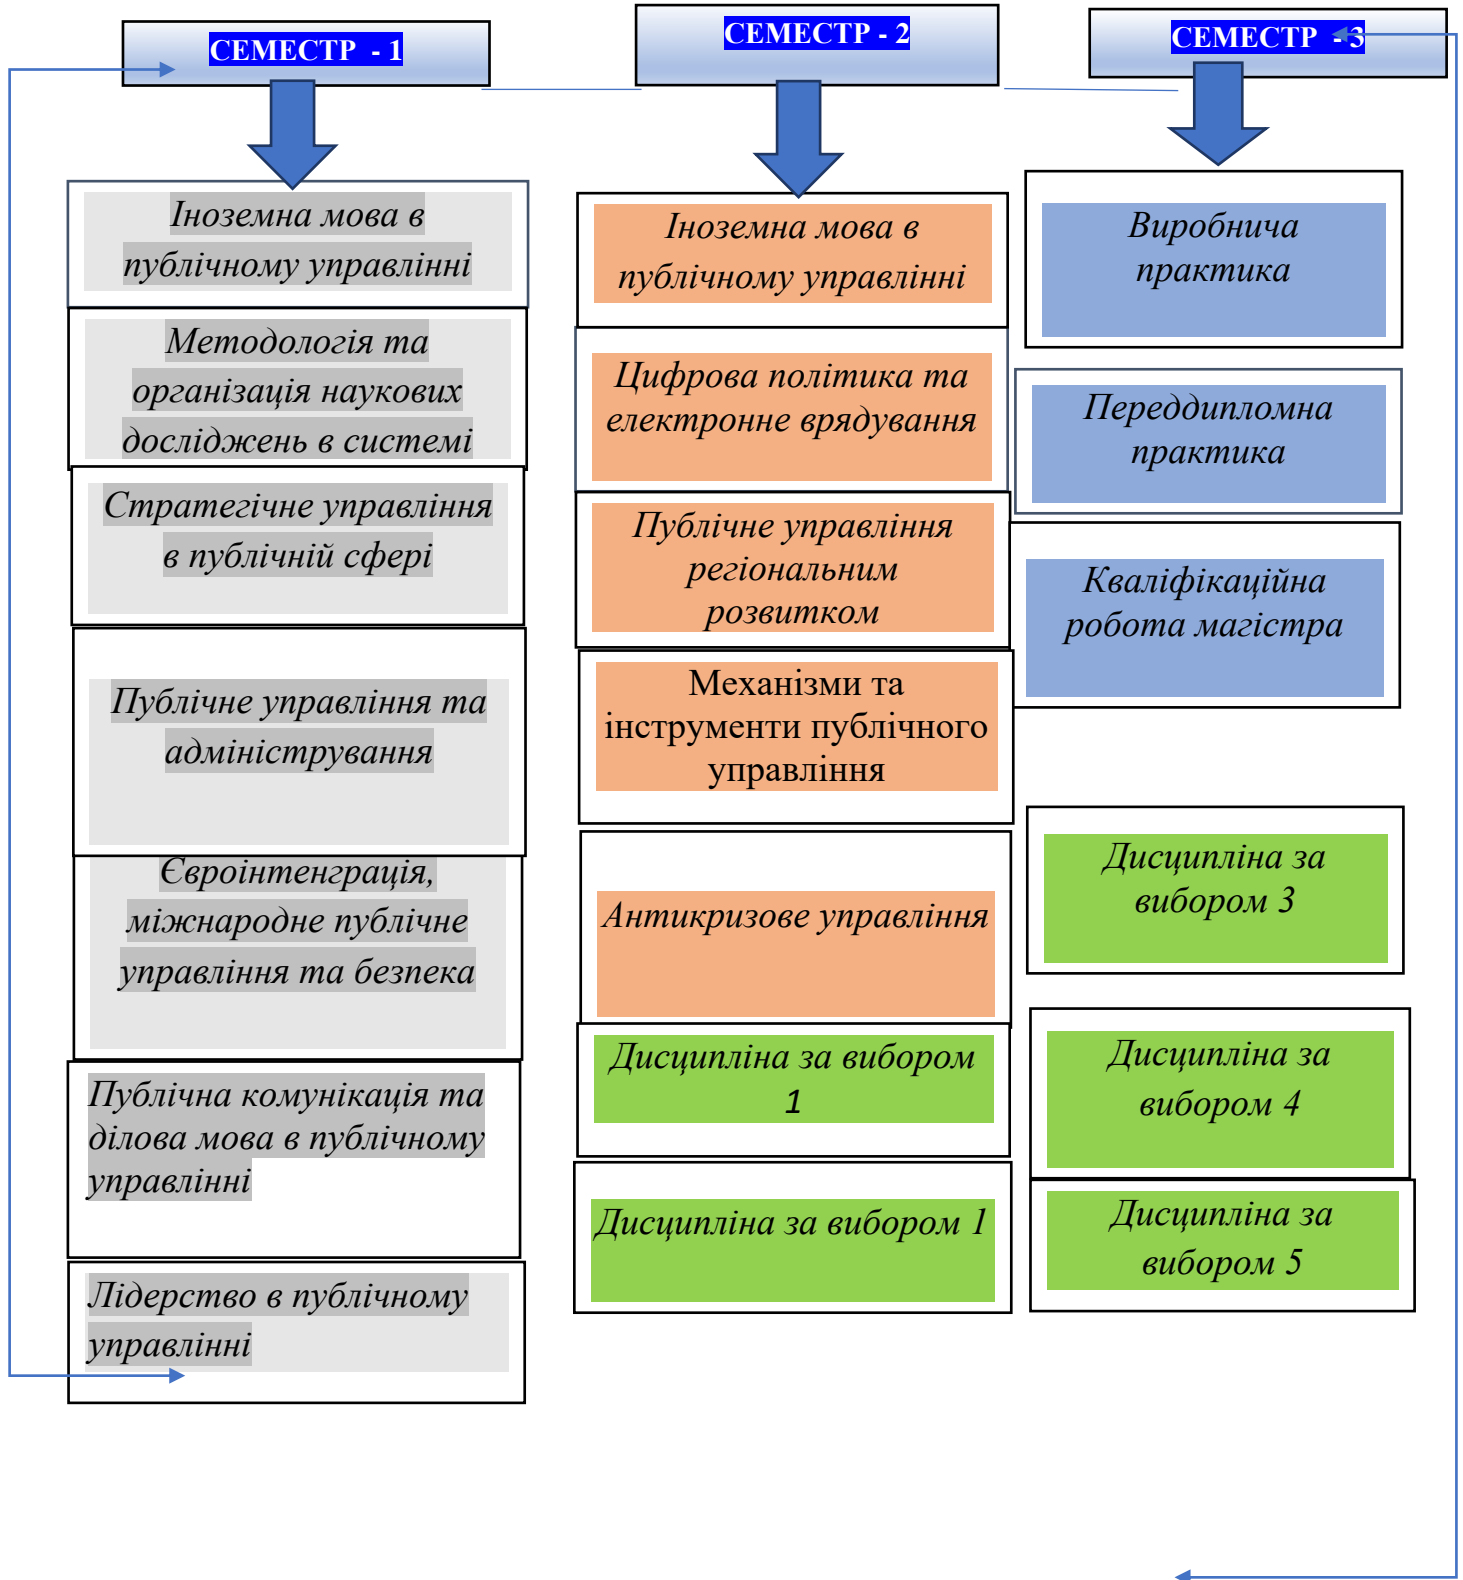 СЕМЕСТР - 1
Іноземна мова в
публічному управлінні
Методологія та
організація наукових
досліджень в системі
Стратегічне управління
в публічній сфері
Публічне управління та
адміністрування
Євроінтенграція,
міжнародне публічне
управління та безпека
Публічна комунікація та
ділова мова в публічному
управлінні
Лідерство в публічному
управлінні
СЕМЕСТР - 2
Іноземна мова в
публічному управлінні
Цифрова політика та
електронне врядування
Публічне управління
регіональним
розвитком
Механізми та
інструменти публічного
управління
Антикризове управління
Дисципліна за вибором
1
Дисципліна за вибором 1
СЕМЕСТР - 3
Виробнича
практика
Переддипломна
практика
Кваліфікаційна
робота магістра
Дисципліна за
вибором 3
Дисципліна за
вибором 4
Дисципліна за
вибором 5